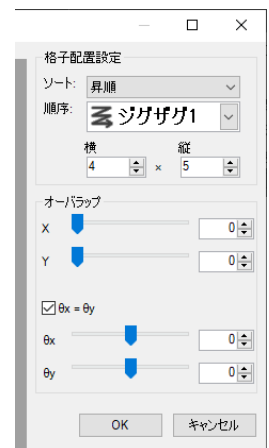 格子配置設定
ソート: 昇順
順序: ジグザグ1
横 縦
4 × 5
オーバラップ
X 0
Y 0
θx = θy
θx 0
θy 0
OK キャンセル